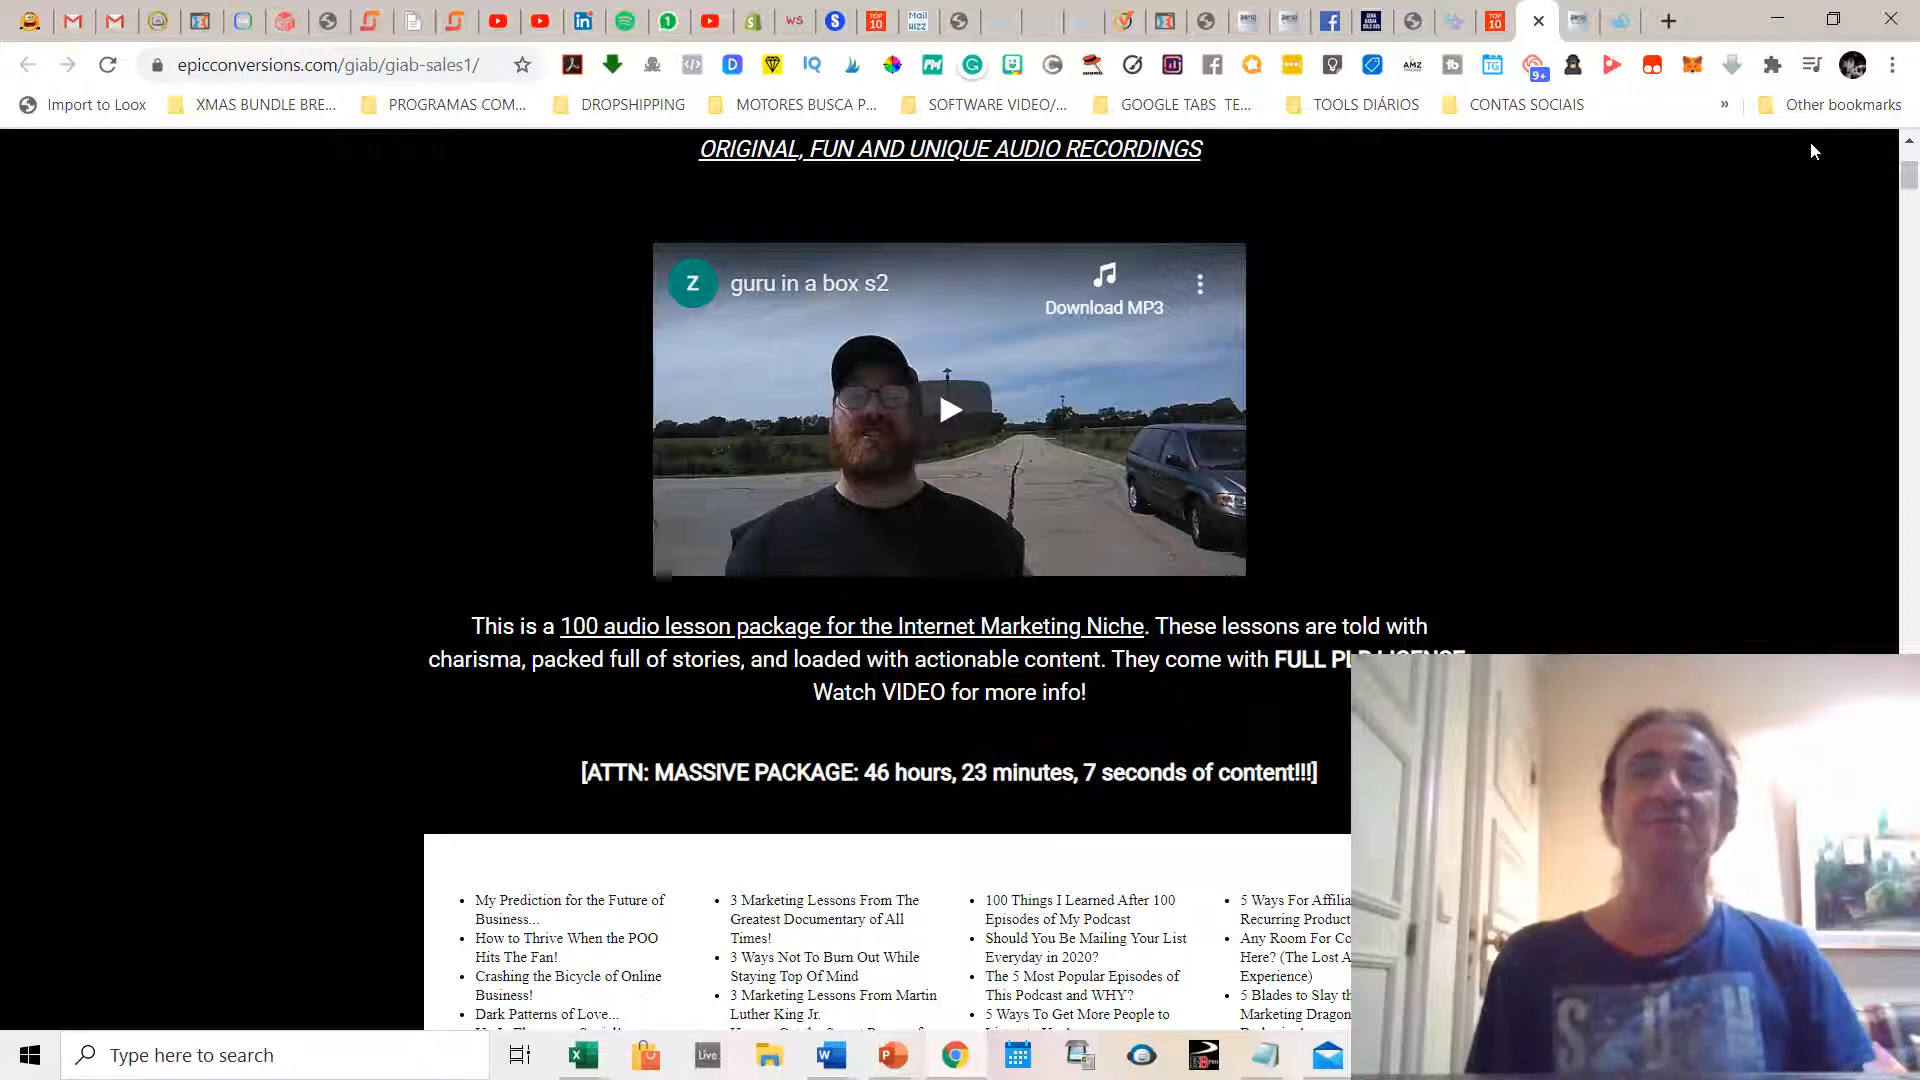 epicconversions.com/giab/giab-sales1/
Import to Loox
XMAS BUNDLE BRE...
PROGRAMAS COM...
DROPSHIPPING
MOTORES BUSCA P...
SOFTWARE VIDEO/...
GOOGLE TABS TE...
TOOLS DIÁRIOS
CONTAS SOCIAIS
»
Other bookmarks
ORIGINAL, FUN AND UNIQUE AUDIO RECORDINGS
Z
guru in a box s2
Download MP3
This is a 100 audio lesson package for the Internet Marketing Niche. These lessons are told with
charisma, packed full of stories, and loaded with actionable content. They come with FULL PLR LICENSE
Watch VIDEO for more info!
[ATTN: MASSIVE PACKAGE: 46 hours, 23 minutes, 7 seconds of content!!!]
My Prediction for the Future of
Business...
How to Thrive When the POO
Hits The Fan!
Crashing the Bicycle of Online
Business!
Dark Patterns of Love...
3 Marketing Lessons From The
Greatest Documentary of All
Times!
3 Ways Not To Burn Out While
Staying Top Of Mind
3 Marketing Lessons From Martin
Luther King Jr.
100 Things I Learned After 100
Episodes of My Podcast
Should You Be Mailing Your List
Everyday in 2020?
The 5 Most Popular Episodes of
This Podcast and WHY?
5 Ways To Get More People to
5 Ways For Affilia
Recurring Product
Any Room For Co
Here? (The Lost A
Experience)
5 Blades to Slay th
Marketing Dragon
Type here to search